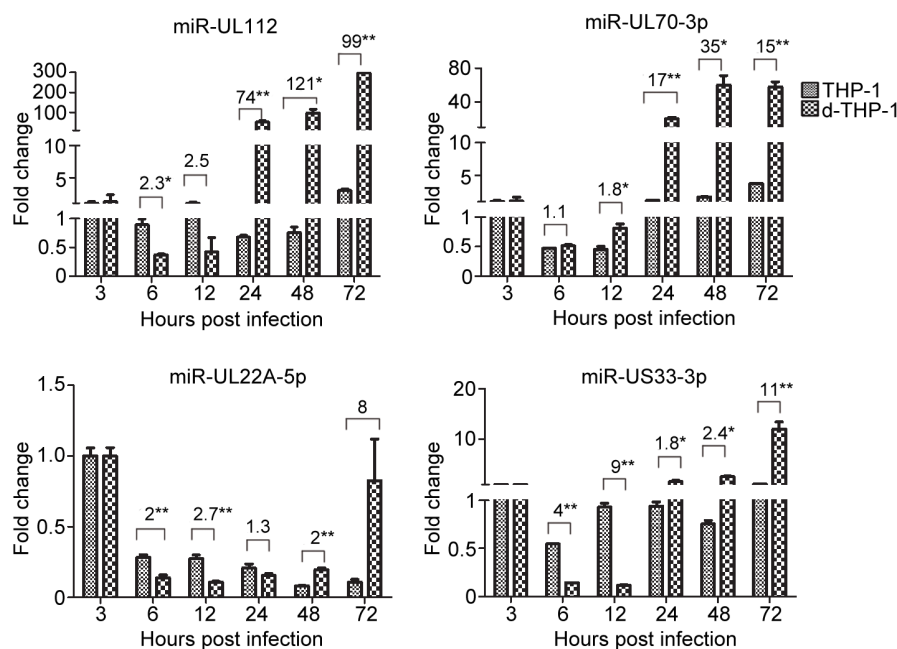 miR-UL112
99**
121*
74**
2.5
2.3*
300
200
100
10
5
1
0.5
0
Fold change
3 6 12 24 48 72
Hours post infection
miR-UL70-3p
35* 15**
17**
1.8*
1.1
80
40
10
5
1
0.5
0
Fold change
3 6 12 24 48 72
Hours post infection
THP-1
d-THP-1
miR-UL22A-5p
8
2** 2.7** 1.3 2**
1.5
1.0
0.5
0
Fold change
3 6 12 24 48 72
Hours post infection
miR-US33-3p
11**
2.4*
1.8*
9**
4**
20
10
1
0.5
0
Fold change
3 6 12 24 48 72
Hours post infection